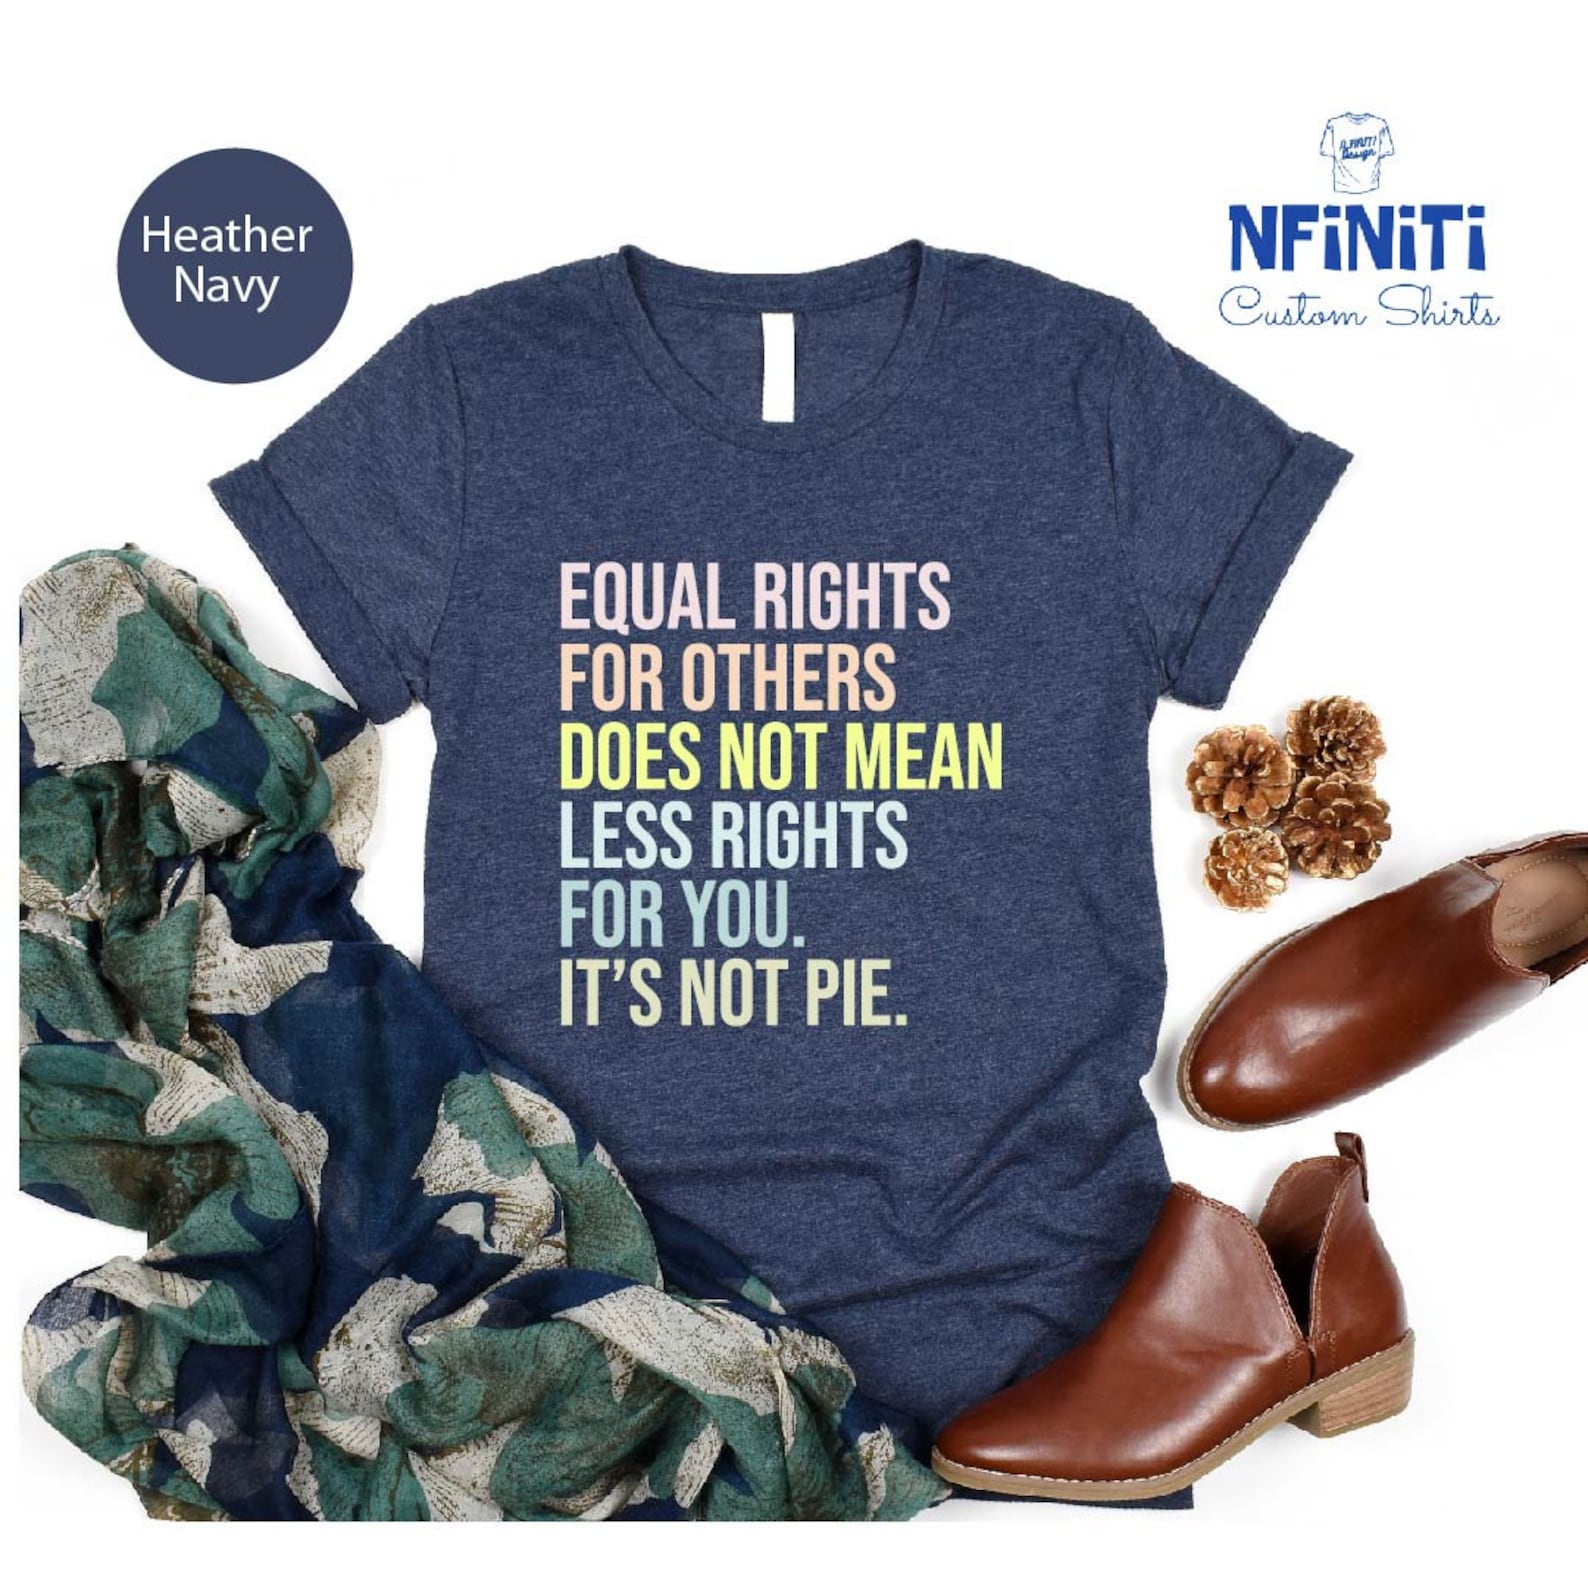 Heather
Navy
NFiNiTi
Custom Shirts
EQUAL RIGHTS
FOR OTHERS
DOES NOT MEAN
LESS RIGHTS
FOR YOU.
IT'S NOT PIE.